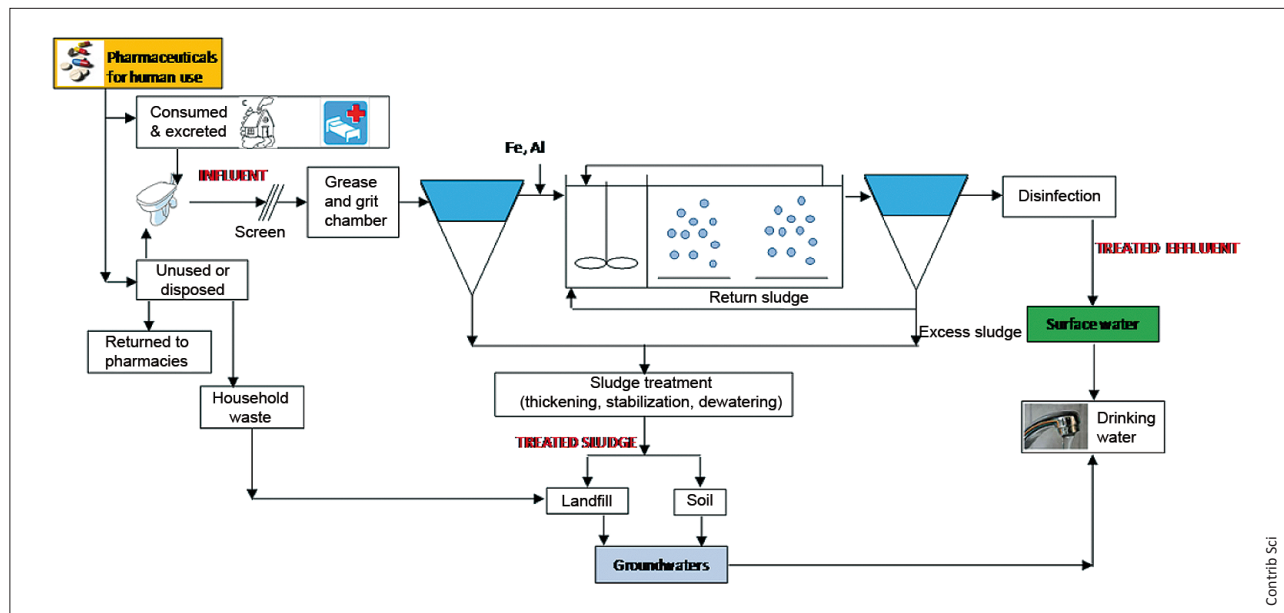 Pharmaceuticals
for human use
Consumed
& excreted
C
INFLUENT
Screen
Grease
and grit
chamber
Fe, Al
Disinfection
TREATED EFFLUENT
Unused or
disposed
Return sludge
Excess sludge
Surface water
Returned to
pharmacies
Household
waste
Sludge treatment
(thickening, stabilization, dewatering)
Drinking
water
TREATED SLUDGE
Landfill
Soil
Groundwaters
Contrib Sci